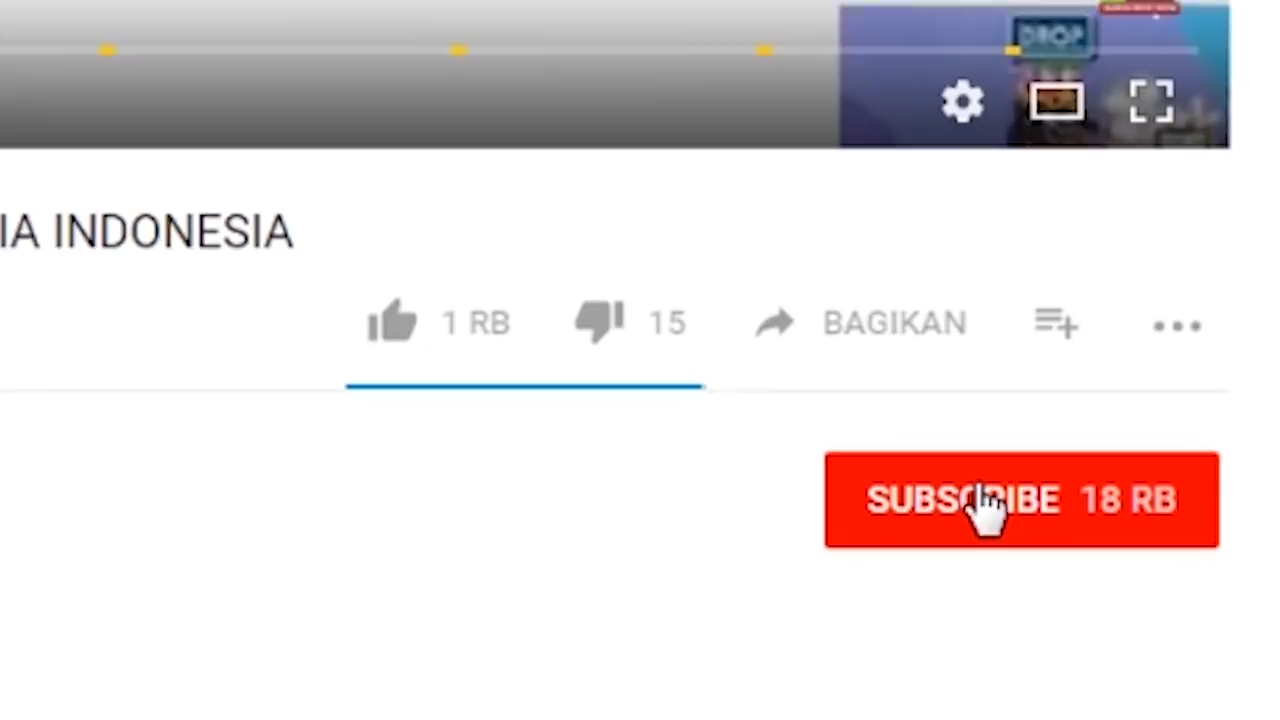 DROP
IA INDONESIA
1 RB 15 BAGIKAN
SUBSCRIBE 18 RB